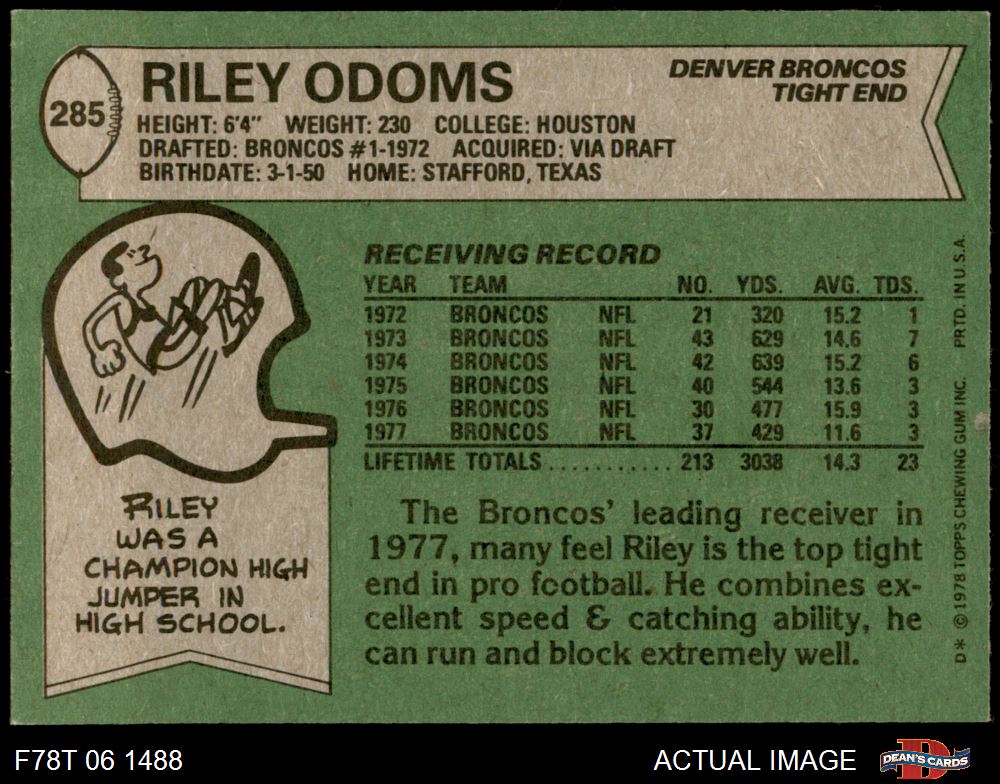 285
RILEY ODOMS
DENVER BRONCOS
TIGHT END
HEIGHT: 6'4" WEIGHT: 230 COLLEGE: HOUSTON
DRAFTED: BRONCOS #1-1972 ACQUIRED: VIA DRAFT
BIRTHDATE: 3-1-50 HOME: STAFFORD, TEXAS
RECEIVING RECORD
YEAR TEAM NO. YDS. AVG. TDS.
1972 BRONCOS NFL 21 320 15.2 1
1973 BRONCOS NFL 43 629 14.6 7
1974 BRONCOS NFL 42 639 15.2 6
1975 BRONCOS NFL 40 544 13.6 3
1976 BRONCOS NFL 30 477 15.9 3
1977 BRONCOS NFL 37 429 11.6 3
LIFETIME TOTALS........... 213 3038 14.3 23
RILEY
WAS A
CHAMPION HIGH
JUMPER IN
HIGH SCHOOL.
The Broncos' leading receiver in
1977, many feel Riley is the top tight
end in pro football. He combines ex-
cellent speed & catching ability, he
can run and block extremely well.
D* © 1978 TOPPS CHEWING GUM INC. PRTD. IN U.S.A.
F78T 06 1488
ACTUAL IMAGE
DEAN'S CARDS